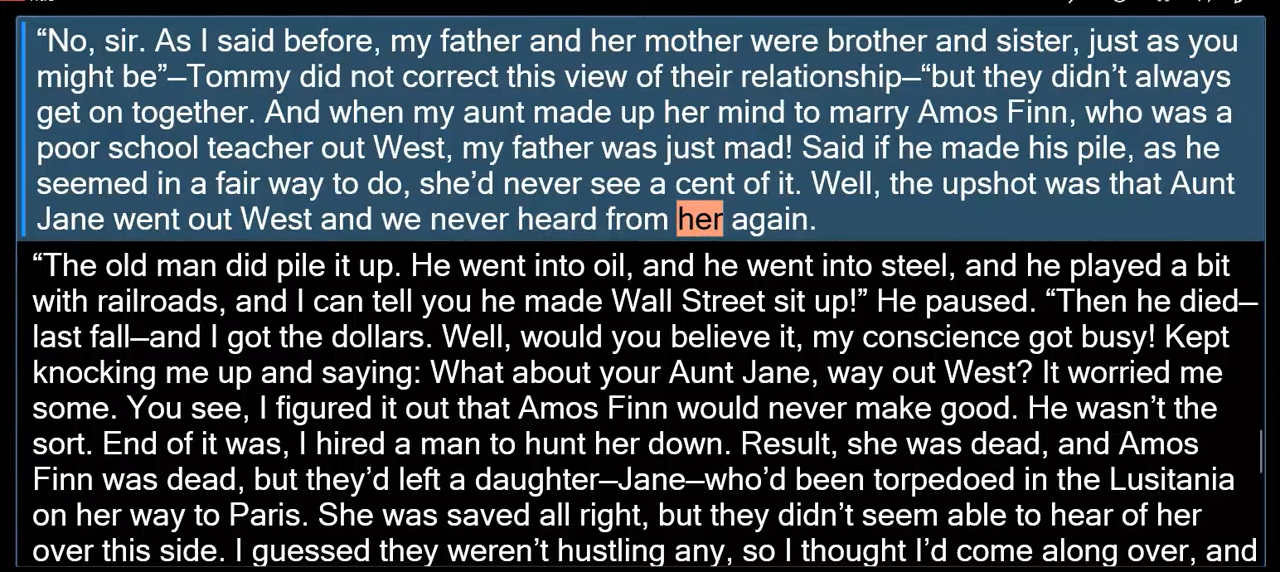 “No, sir. As I said before, my father and her mother were brother and sister, just as you
might be”—Tommy did not correct this view of their relationship—“but they didn’t always
get on together. And when my aunt made up her mind to marry Amos Finn, who was a
poor school teacher out West, my father was just mad! Said if he made his pile, as he
seemed in a fair way to do, she’d never see a cent of it. Well, the upshot was that Aunt
Jane went out West and we never heard from her again.
“The old man did pile it up. He went into oil, and he went into steel, and he played a bit
with railroads, and I can tell you he made Wall Street sit up!” He paused. “Then he died—
last fall—and I got the dollars. Well, would you believe it, my conscience got busy! Kept
knocking me up and saying: What about your Aunt Jane, way out West? It worried me
some. You see, I figured it out that Amos Finn would never make good. He wasn’t the
sort. End of it was, I hired a man to hunt her down. Result, she was dead, and Amos
Finn was dead, but they’d left a daughter—Jane—who’d been torpedoed in the Lusitania
on her way to Paris. She was saved all right, but they didn’t seem able to hear of her
over this side. I guessed they weren’t hustling any, so I thought I’d come along over, and